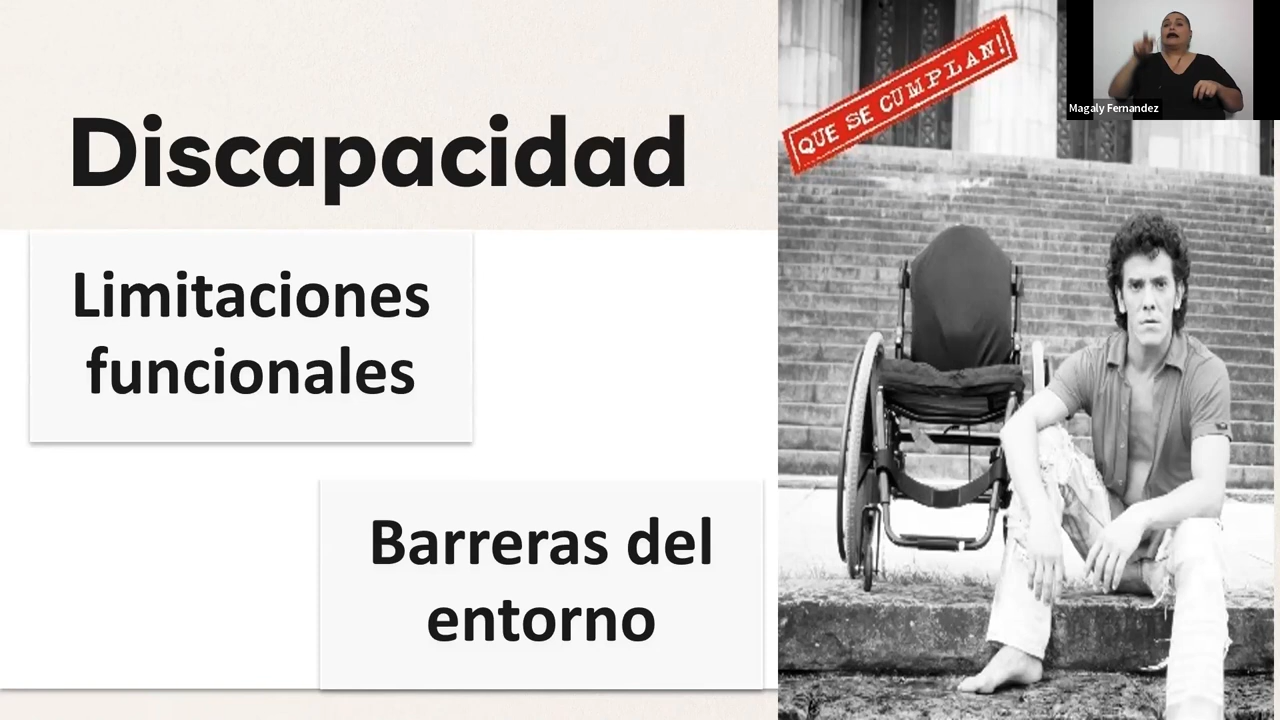 Discapacidad
Limitaciones
funcionales
Barreras del
entorno
QUE SE CUMPLAN!
Magaly Fernandez